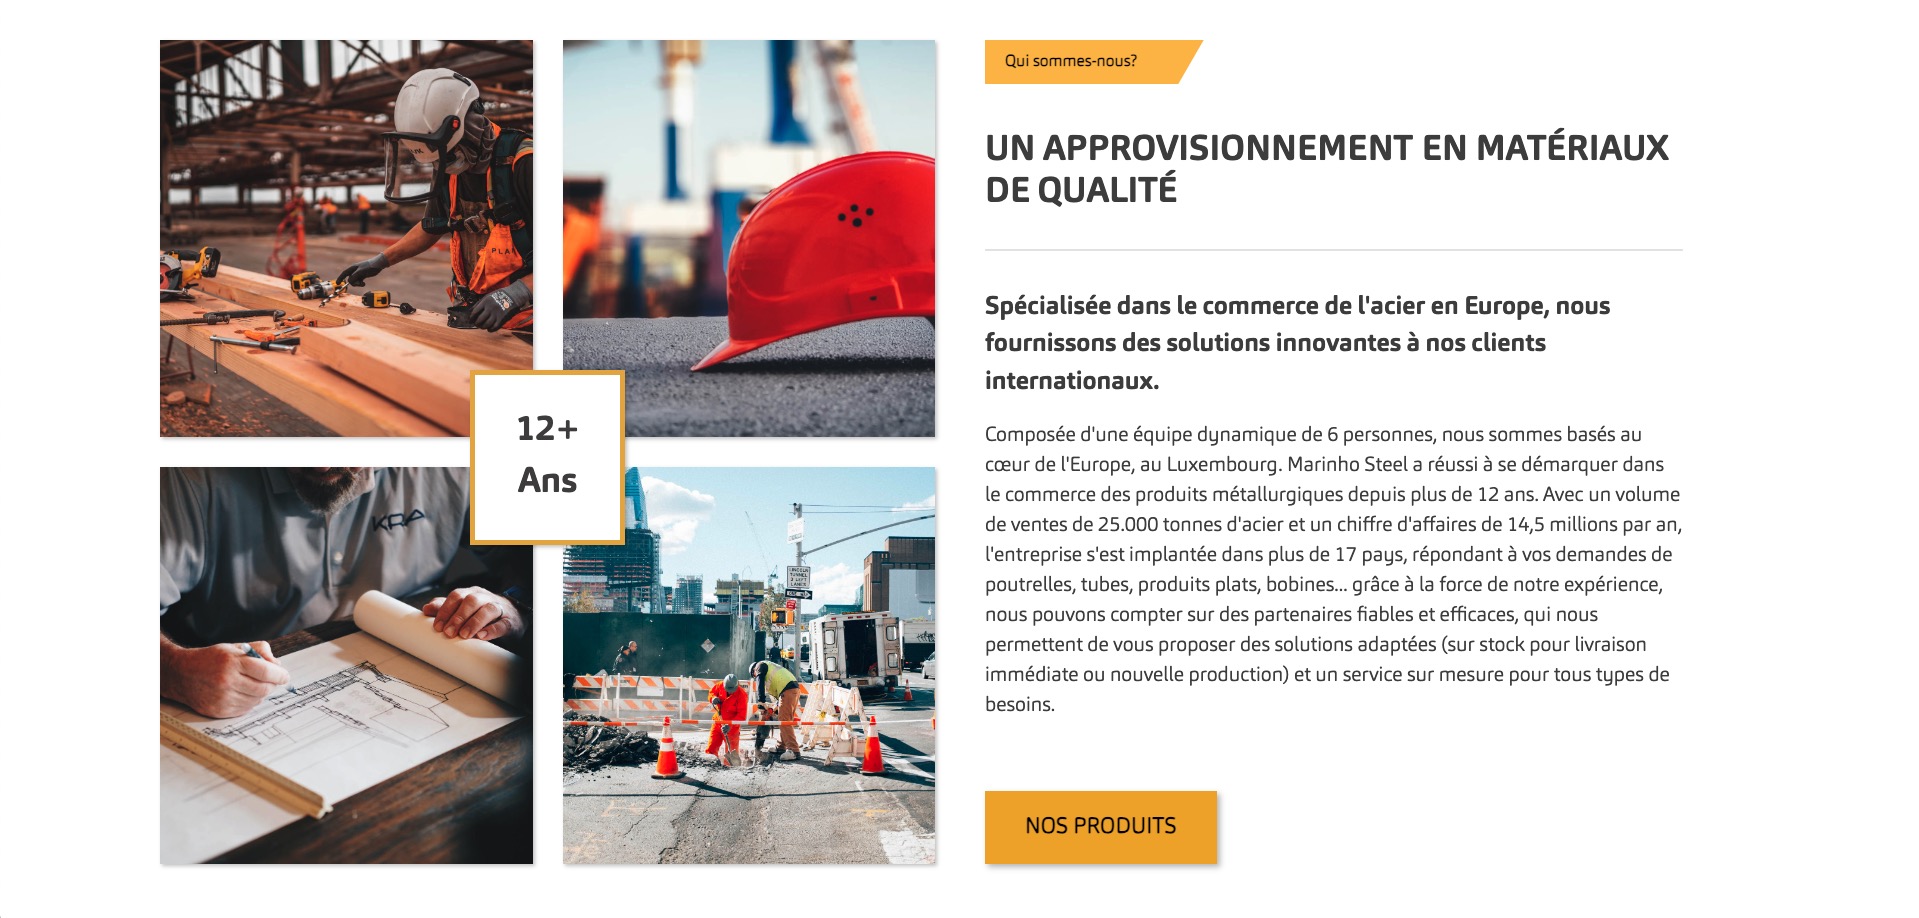 Qui sommes-nous?
UN APPROVISIONNEMENT EN MATÉRIAUX
DE QUALITÉ
Spécialisée dans le commerce de l'acier en Europe, nous
fournissons des solutions innovantes à nos clients
internationaux.
Composée d'une équipe dynamique de 6 personnes, nous sommes basés au
cœur de l'Europe, au Luxembourg. Marinho Steel a réussi à se démarquer dans
le commerce des produits métallurgiques depuis plus de 12 ans. Avec un volume
de ventes de 25.000 tonnes d'acier et un chiffre d'affaires de 14,5 millions par an,
l'entreprise s'est implantée dans plus de 17 pays, répondant à vos demandes de
poutrelles, tubes, produits plats, bobines... grâce à la force de notre expérience,
nous pouvons compter sur des partenaires fiables et efficaces, qui nous
permettent de vous proposer des solutions adaptées (sur stock pour livraison
immédiate ou nouvelle production) et un service sur mesure pour tous types de
besoins.
NOS PRODUITS
12+
Ans
PLA
KRA
LINCOLN
TUNNEL
LANES